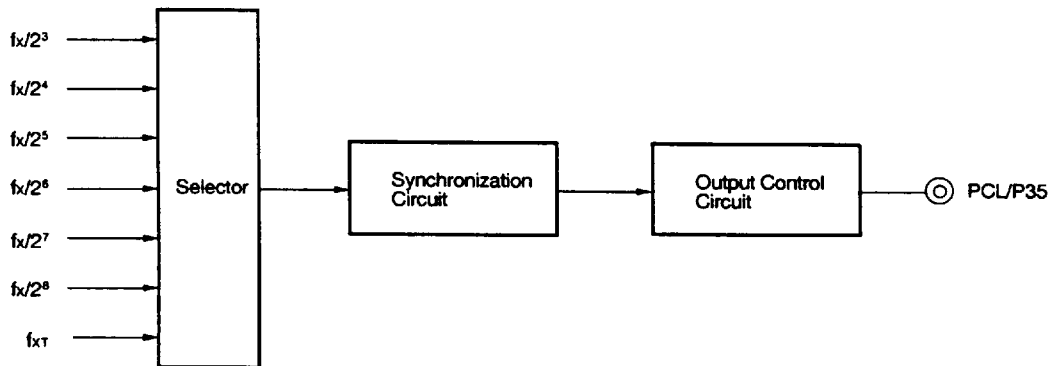 fx/2³
fx/2⁴
fx/2⁵
fx/2⁶
fx/2⁷
fx/2⁸
fXT
Selector
Synchronization
Circuit
Output Control
Circuit
PCL/P35